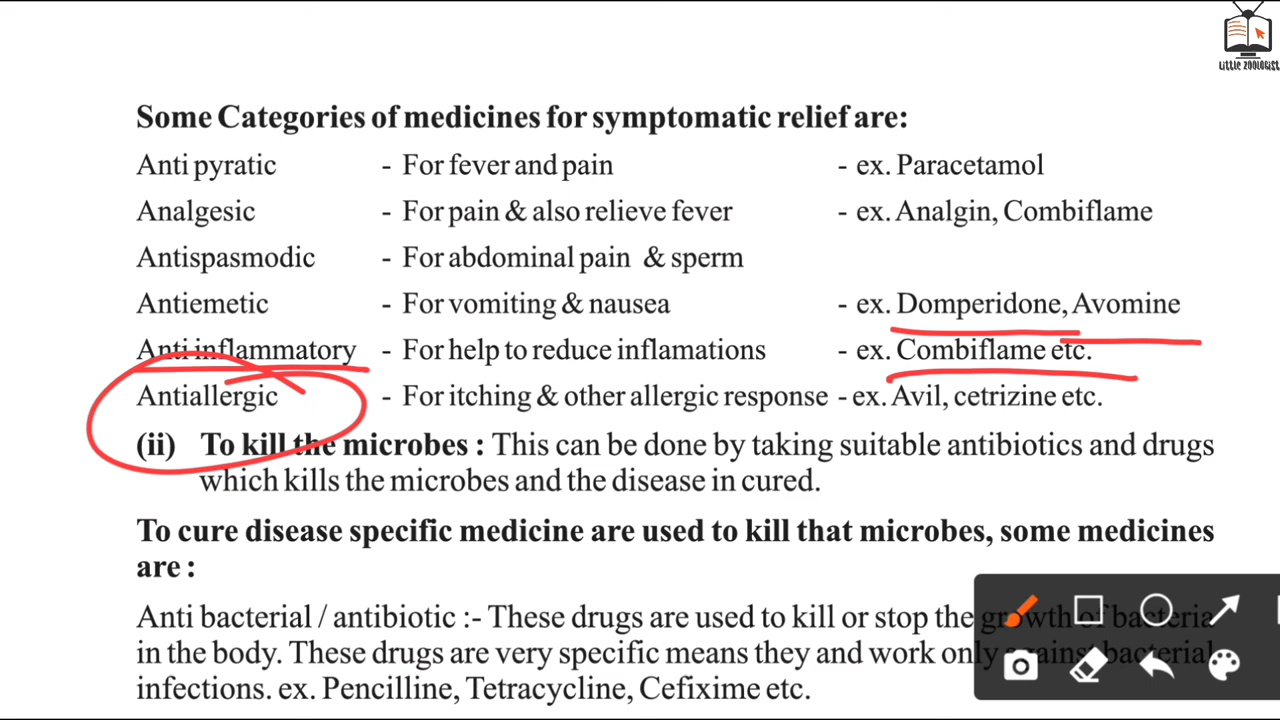 LiTTLE ZOOLOGIST
Some Categories of medicines for symptomatic relief are:
Anti pyratic - For fever and pain - ex. Paracetamol
Analgesic - For pain & also relieve fever - ex. Analgin, Combiflame
Antispasmodic - For abdominal pain & sperm
Antiemetic - For vomiting & nausea - ex. Domperidone, Avomine
Anti inflammatory - For help to reduce inflamations - ex. Combiflame etc.
Antiallergic - For itching & other allergic response - ex. Avil, cetrizine etc.
(ii) To kill the microbes : This can be done by taking suitable antibiotics and drugs
which kills the microbes and the disease in cured.
To cure disease specific medicine are used to kill that microbes, some medicines
are :
Anti bacterial / antibiotic :- These drugs are used to kill or stop the growth of bacteria
in the body. These drugs are very specific means they and work only against bacterial
infections. ex. Pencilline, Tetracycline, Cefixime etc.